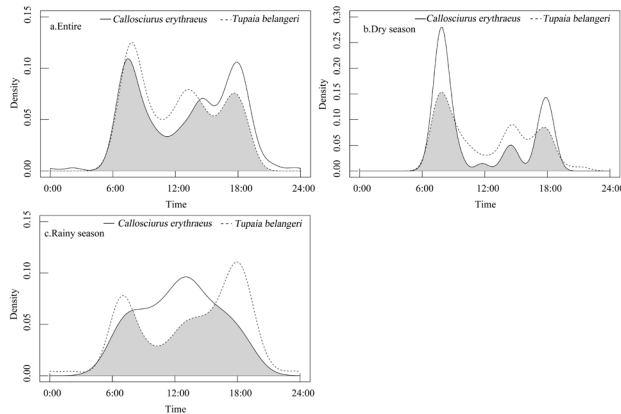 a.Entire
Callosciurus erythraeus
Tupaia belangeri
Density
0.15
0.10
0.05
0.00
0:00 6:00 12:00 18:00 24:00
Time
b.Dry season
Callosciurus erythraeus
Tupaia belangeri
Density
0.30
0.25
0.15
0.10
0.05
0.00
0:00 6:00 12:00 18:00 24:00
Time
c.Rainy season
Callosciurus erythraeus
Tupaia belangeri
Density
0.15
0.10
0.05
0.00
0:00 6:00 12:00 18:00 24:00
Time